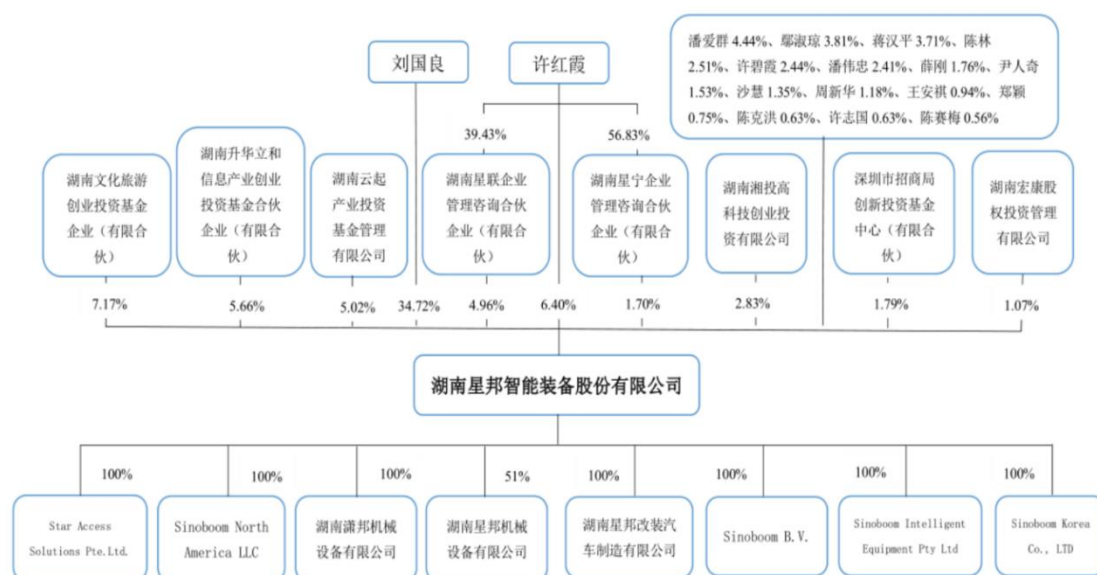 刘国良
许红霞
潘爱群 4.44%、鄢淑琼 3.81%、蒋汉平 3.71%、陈林
2.51%、许碧霞 2.44%、潘伟忠 2.41%、薛刚 1.76%、尹人奇
1.53%、沙慧 1.35%、周新华 1.18%、王安祺 0.94%、郑颖
0.75%、陈克洪 0.63%、许志国 0.63%、陈赛梅 0.56%
39.43%
56.83%
湖南文化旅游
创业投资基金
企业（有限合
伙）
湖南升华立和
信息产业创业
投资基金合伙
企业（有限合
伙）
湖南云起
产业投资
基金管理
有限公司
湖南星联企业
管理咨询合伙
企业（有限合
伙）
湖南星宁企业
管理咨询合伙
企业（有限合
伙）
湖南湘投高
科技创业投
资有限公司
深圳市招商局
创新投资基金
中心（有限合
伙）
湖南宏康股
权投资管理
有限公司
7.17%
5.66%
5.02%
34.72%
4.96%
6.40%
1.70%
2.83%
1.79%
1.07%
湖南星邦智能装备股份有限公司
100%
100%
100%
51%
100%
100%
100%
100%
Star Access
Solutions Pte.Ltd.
Sinoboom North
America LLC
湖南谦邦机械
设备有限公司
湖南星邦机械
设备有限公司
湖南星邦改装汽
车制造有限公司
Sinoboom B.V.
Sinoboom Intelligent
Equipment Pty Ltd
Sinoboom Korea
Co., LTD